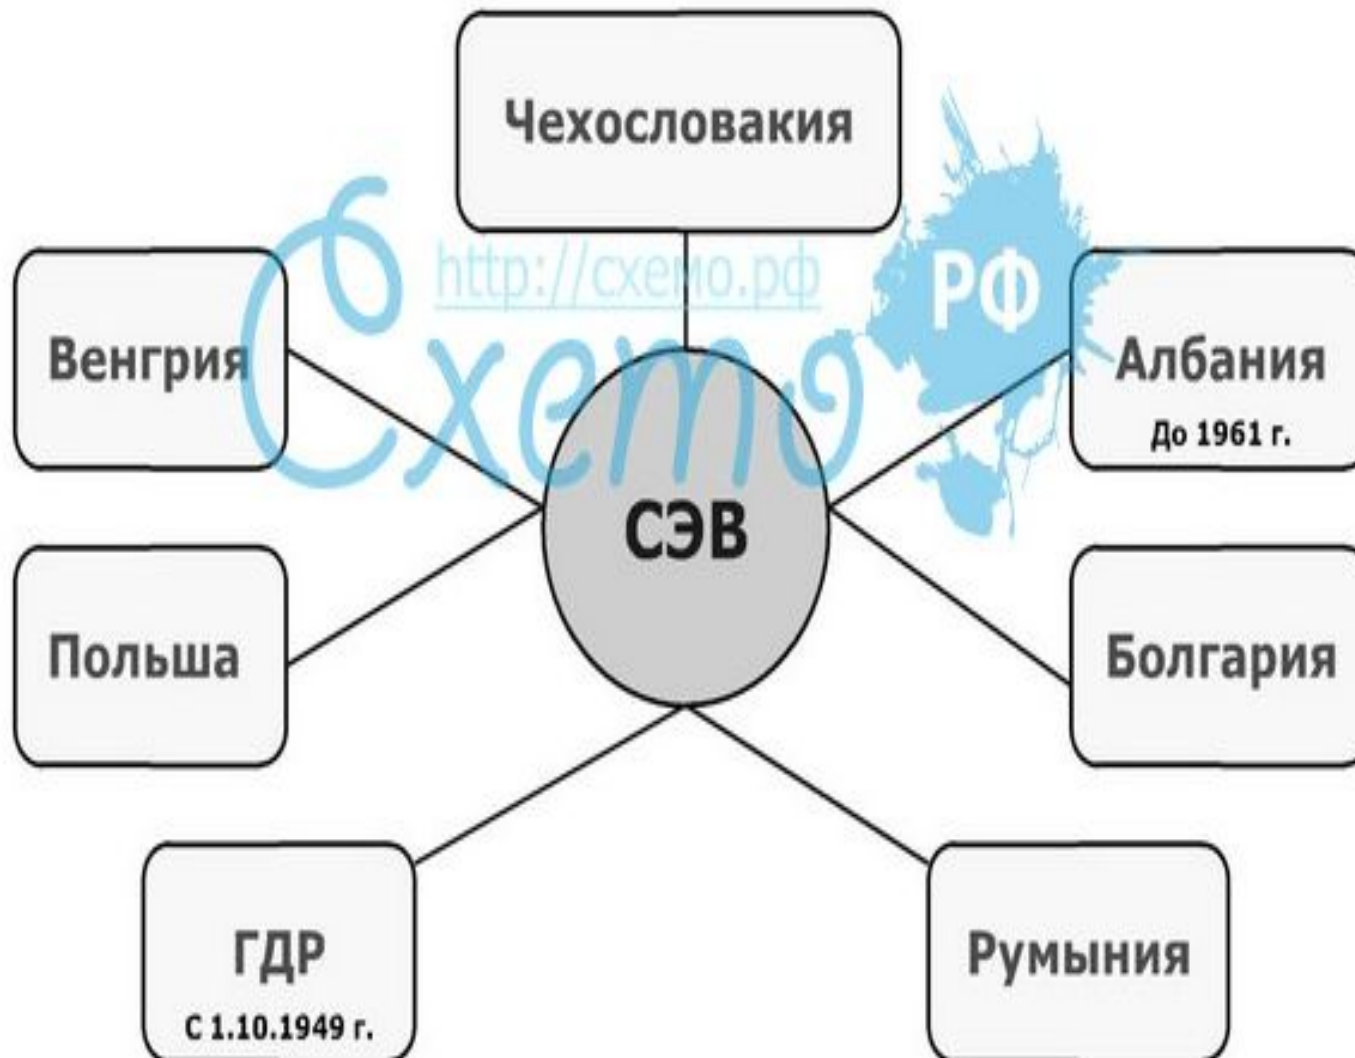 Чехословакия
http://схемо.рф
Схемо
РФ
Венгрия
Албания
До 1961 г.
СЭВ
Польша
Болгария
ГДР
С 1.10.1949 г.
Румыния